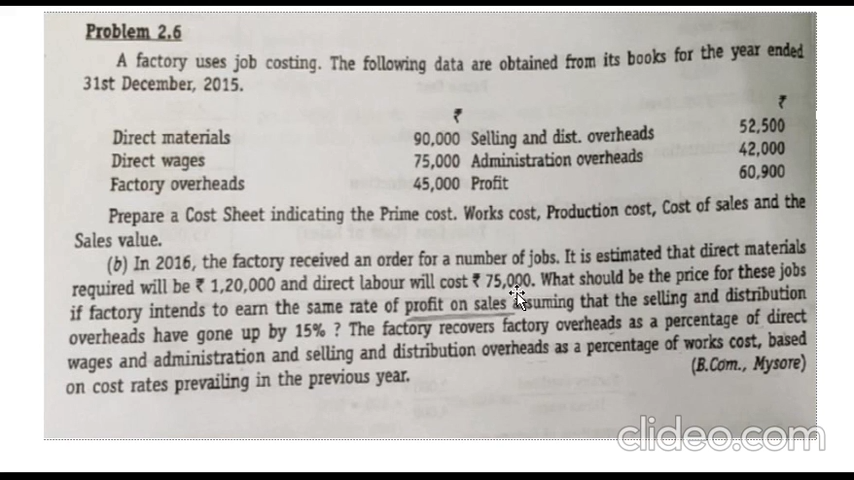 Problem 2.6
A factory uses job costing. The following data are obtained from its books for the year ended
31st December, 2015.
₹ ₹
Direct materials 90,000 Selling and dist. overheads 52,500
Direct wages 75,000 Administration overheads 42,000
Factory overheads 45,000 Profit 60,900
Prepare a Cost Sheet indicating the Prime cost. Works cost, Production cost, Cost of sales and the
Sales value.
(b) In 2016, the factory received an order for a number of jobs. It is estimated that direct materials
required will be ₹ 1,20,000 and direct labour will cost ₹ 75,000. What should be the price for these jobs
if factory intends to earn the same rate of profit on sales assuming that the selling and distribution
overheads have gone up by 15% ? The factory recovers factory overheads as a percentage of direct
wages and administration and selling and distribution overheads as a percentage of works cost, based
on cost rates prevailing in the previous year. (B.Com., Mysore)
clideo.com